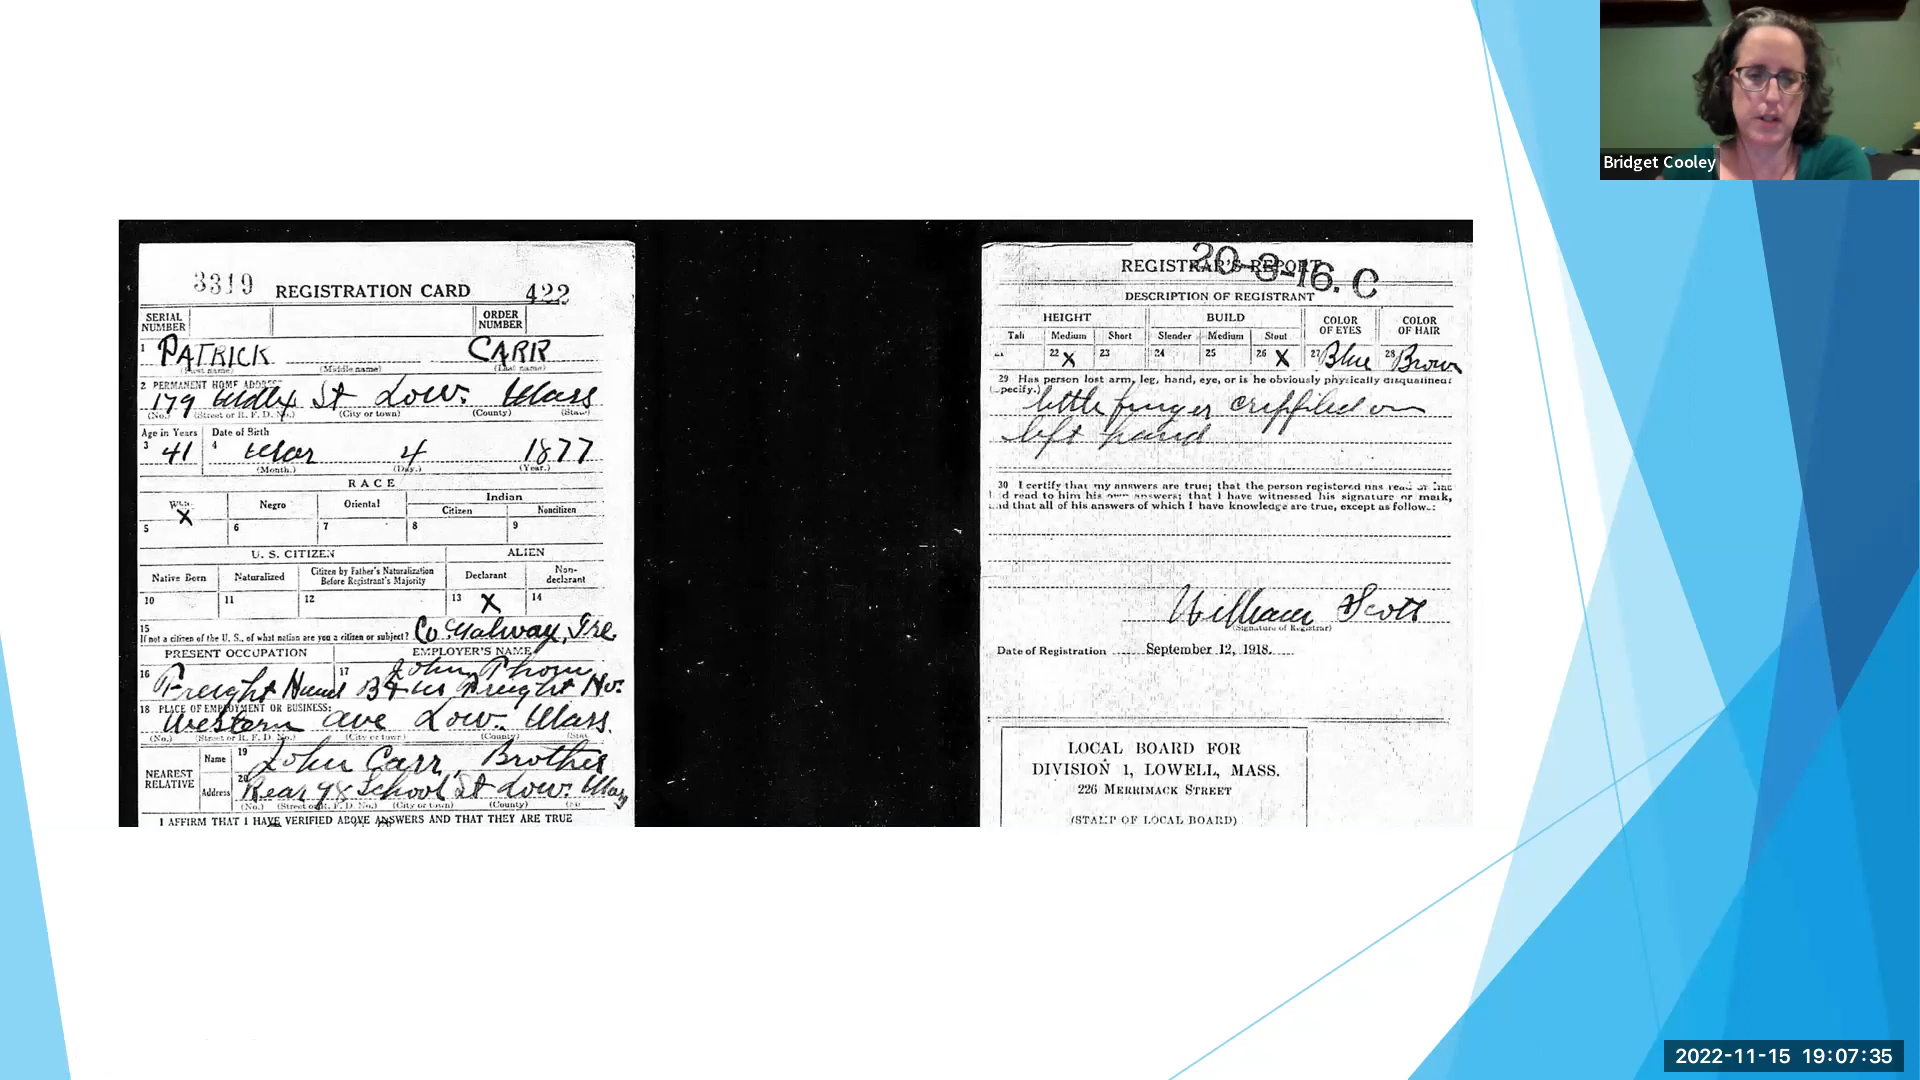 Bridget Cooley
3319 REGISTRATION CARD 422
SERIAL NUMBER
ORDER NUMBER
1 PATRICK CARR
(First name) (Middle name) (Last name)
2 PERMANENT HOME ADDRESS:
179 St Low. Mass
(No.) (Street or R. F. D. No.) (City or town) (County) (State)
Age in Years Date of Birth
3 41 4 Mar 4 1877
(Month.) (Day.) (Year.)
RACE
White Negro Oriental Indian
Citizen Noncitizen
X
5 6 7 8 9
U. S. CITIZEN ALIEN
Native Born Naturalized Citizen by Father's Naturalization Before Registrant's Majority Declarant Non-declarant
10 11 12 13 X 14
15
If not a citizen of the U. S., of what nation are you a citizen or subject? Co Galway, Ire
PRESENT OCCUPATION EMPLOYER'S NAME
16 Freight Hand 17 John Thom
B & M Freight Ho.
18 PLACE OF EMPLOYMENT OR BUSINESS:
Western ave Low. Mass.
(No.) (Street or R. F. D. No.) (City or town) (County) (State)
NEAREST RELATIVE
Name 19 John Carr, Brother
Address 20 Rear 98 School St Low. Mass
(No.) (Street or R. F. D. No.) (City or town) (County)
I AFFIRM THAT I HAVE VERIFIED ABOVE ANSWERS AND THAT THEY ARE TRUE
20-3-16. C
REGISTRAR'S REPORT
DESCRIPTION OF REGISTRANT
HEIGHT BUILD COLOR OF EYES COLOR OF HAIR
Tall Medium Short Slender Medium Stout
21 22 X 23 24 25 26 X 27 Blue 28 Brown
29 Has person lost arm, leg, hand, eye, or is he obviously physically disqualified?
(Specify.) little finger crippled on
left hand
30 I certify that my answers are true; that the person registered has read or has
had read to him his own answers; that I have witnessed his signature or mark,
and that all of his answers of which I have knowledge are true, except as follows:
William Scott
(Signature of Registrar)
Date of Registration September 12, 1918.
LOCAL BOARD FOR
DIVISION 1, LOWELL, MASS.
226 MERRIMACK STREET
(STAMP OF LOCAL BOARD)
2022-11-15 19:07:35